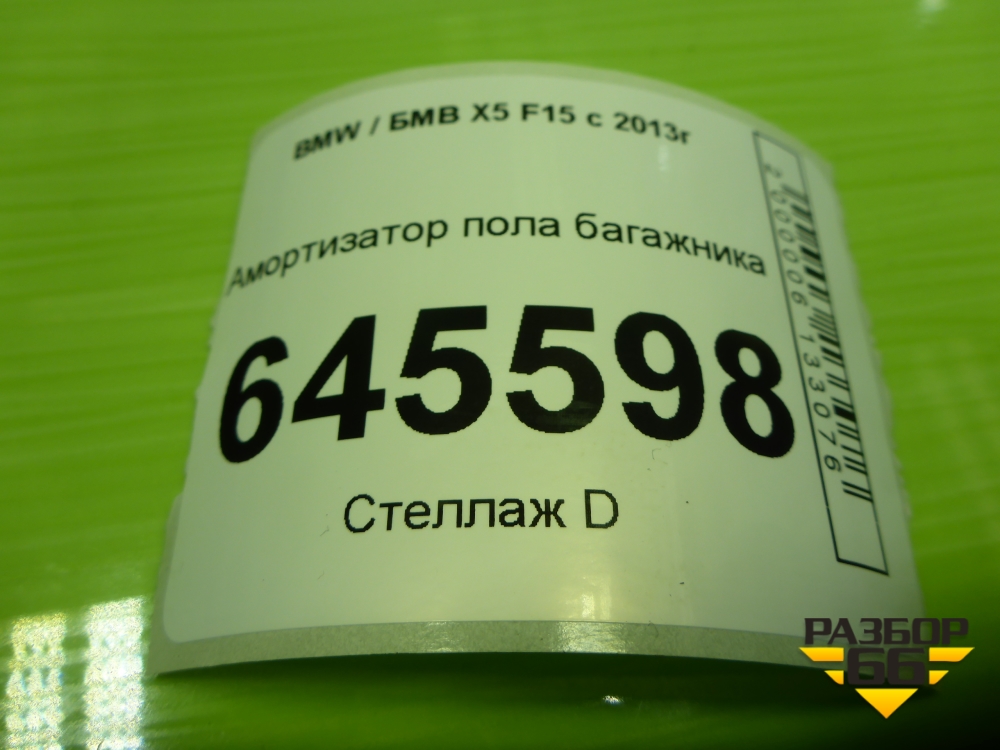 BMW / БМВ X5 F15 с 2013г
Амортизатор пола багажника
645598
Стеллаж D
2000006133076
РАЗБОР
66